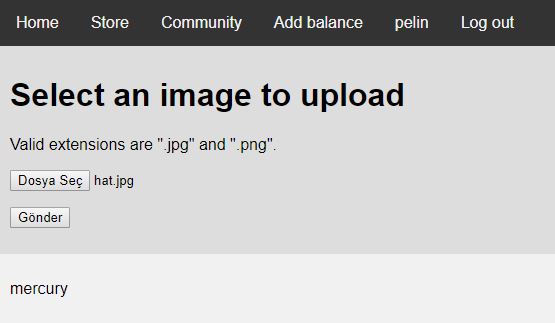 Home Store Community Add balance pelin Log out
Select an image to upload
Valid extensions are ".jpg" and ".png".
Dosya Seç hat.jpg
Gönder
mercury